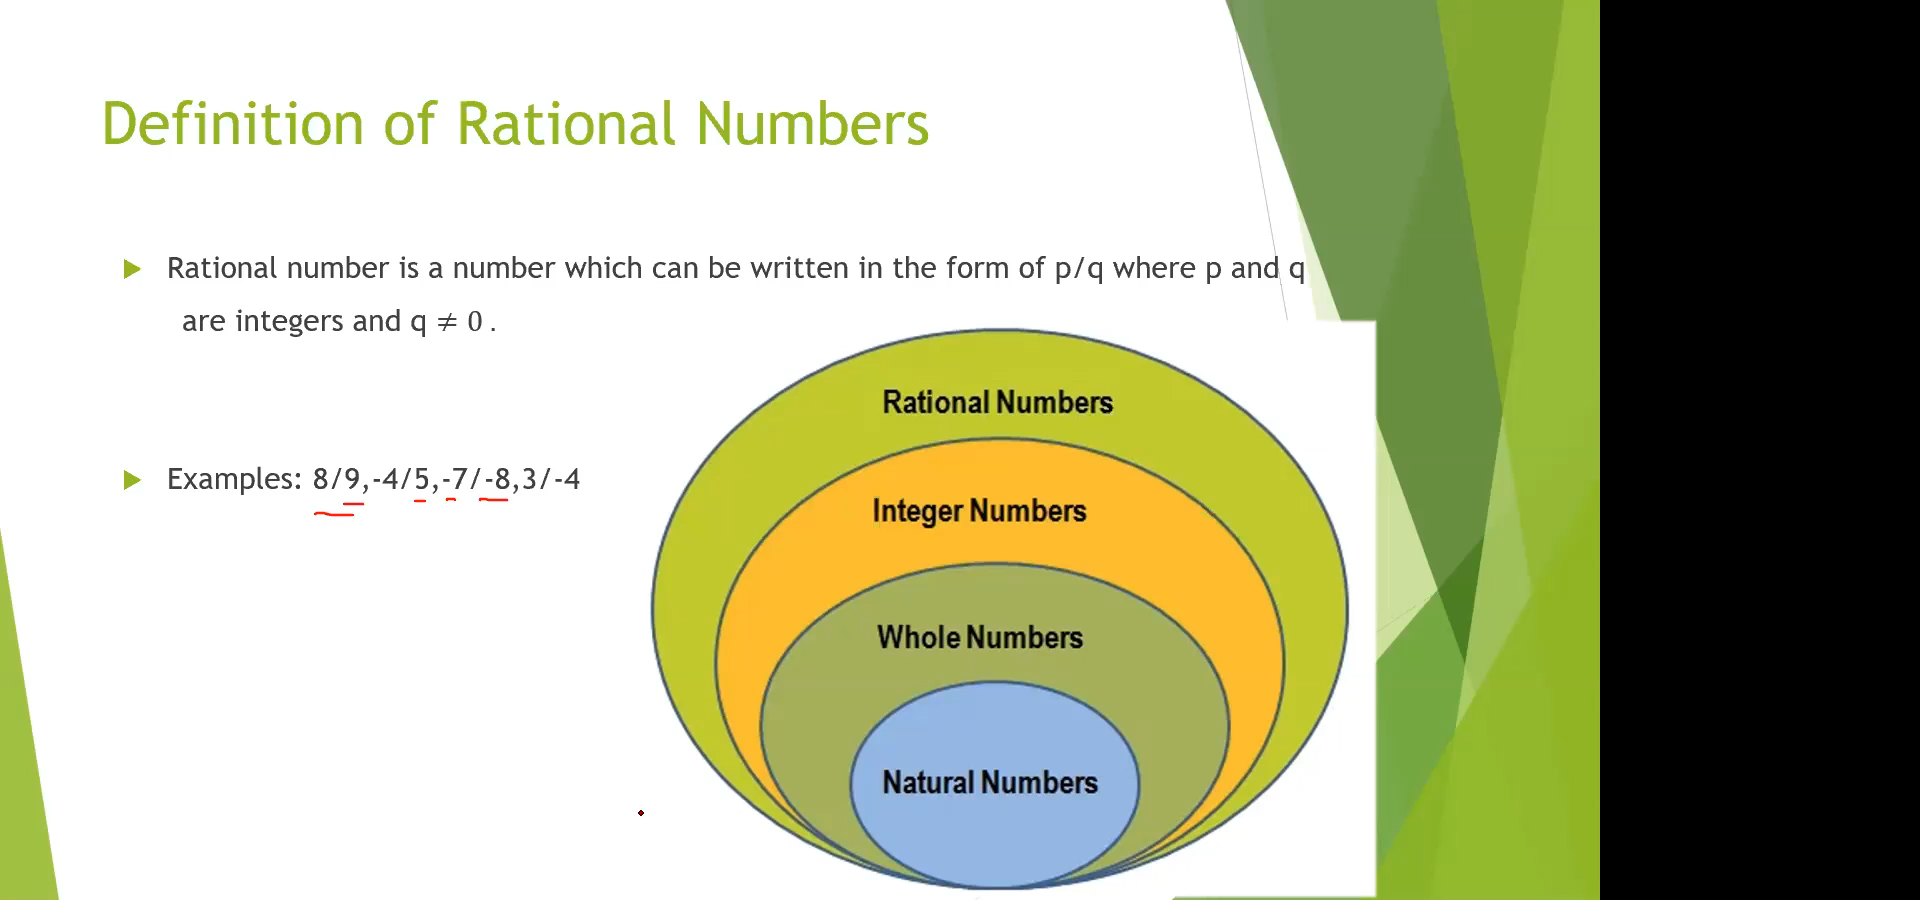 Definition of Rational Numbers
Rational number is a number which can be written in the form of p/q where p and q
are integers and q ≠ 0 .
Examples: 8/9,-4/5,-7/-8,3/-4
Rational Numbers
Integer Numbers
Whole Numbers
Natural Numbers